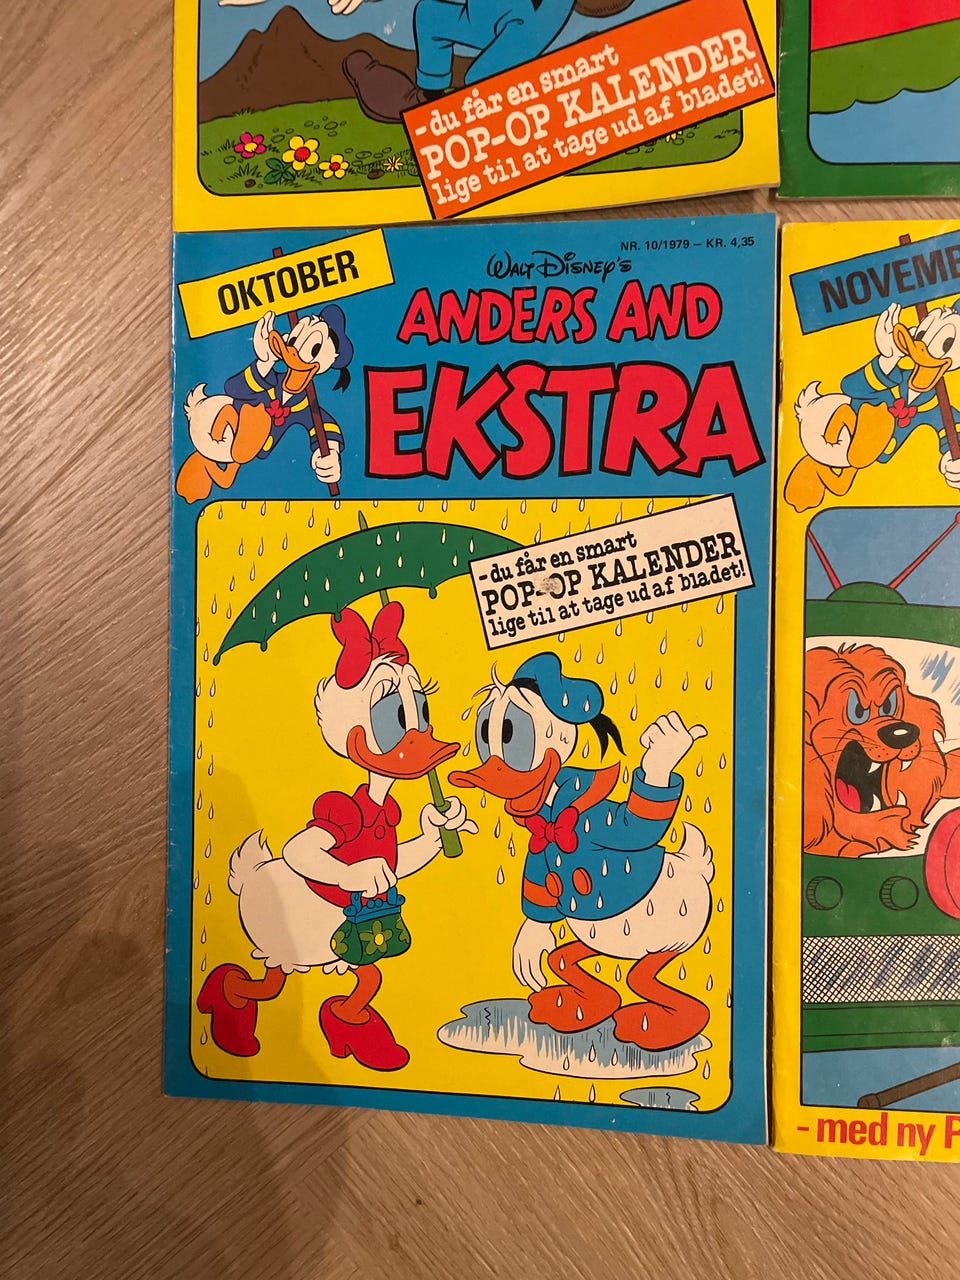 - du får en smart
POP-OP KALENDER
lige til at tage ud af bladet!
OKTOBER
NR. 10/1979 – KR. 4,35
WALT DISNEY'S
ANDERS AND
EKSTRA
- du får en smart
POP-OP KALENDER
lige til at tage ud af bladet!
- med ny